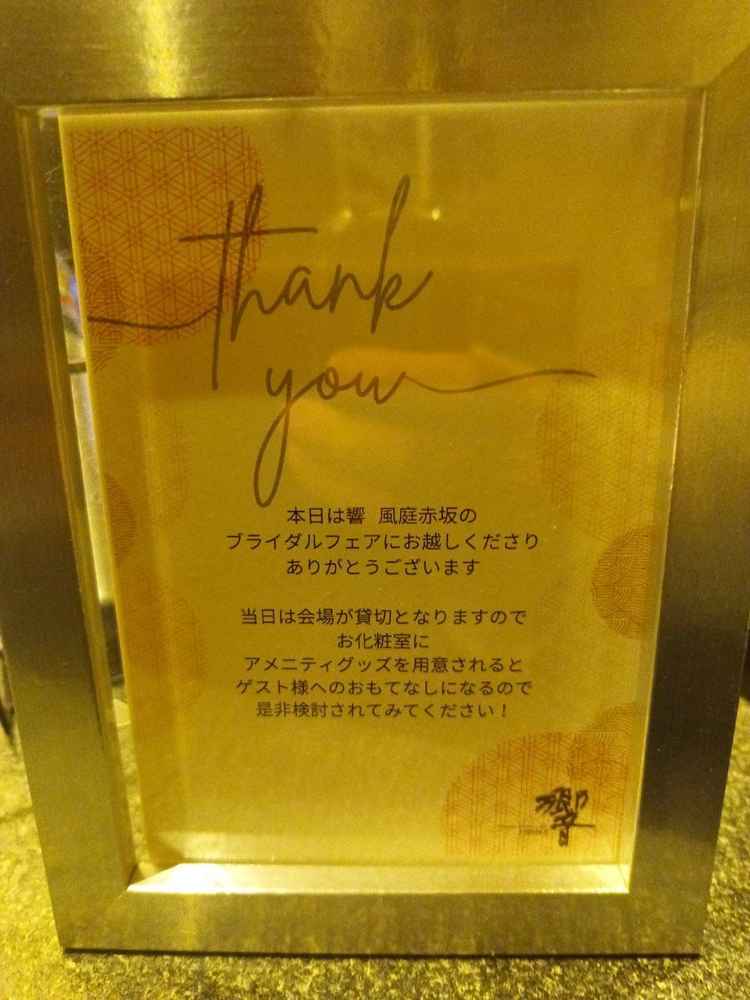 thank
you
本日は響 風庭赤坂の
ブライダルフェアにお越しくださり
ありがとうございます
当日は会場が貸切となりますので
お化粧室に
アメニティグッズを用意されると
ゲスト様へのおもてなしになるので
是非検討されてみてください！
響